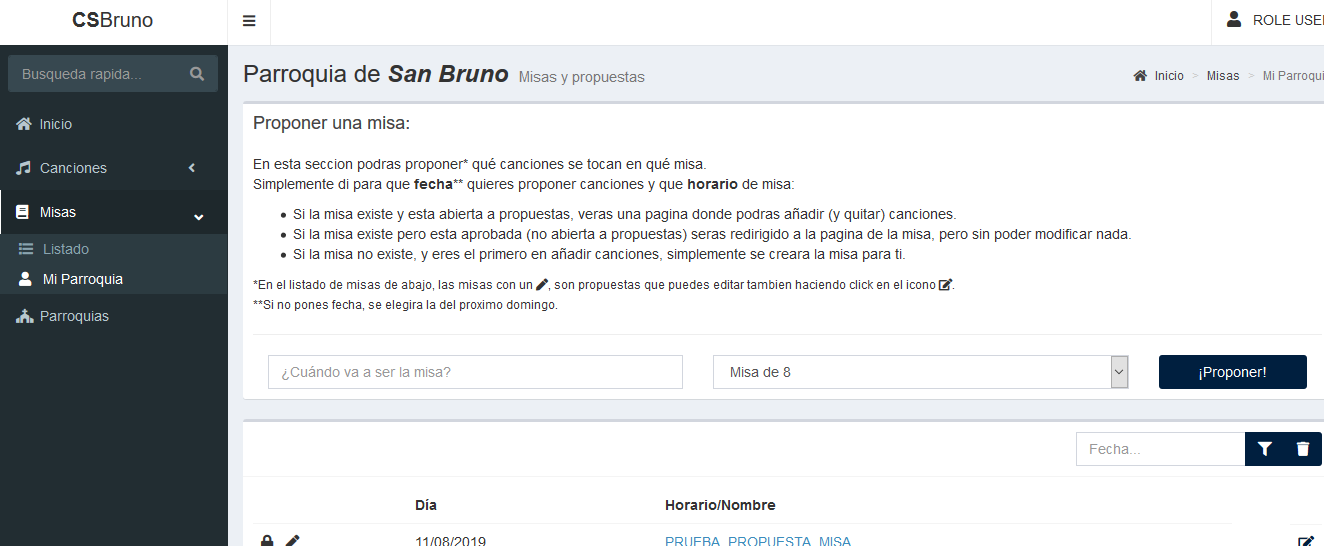 CSBruno
ROLE USE
Busqueda rapida...
Parroquia de San Bruno Misas y propuestas
Inicio > Misas > Mi Parroqui
Inicio
Canciones
Misas
Listado
Mi Parroquia
Parroquias
Proponer una misa:
En esta seccion podras proponer* qué canciones se tocan en qué misa.
Simplemente di para que fecha** quieres proponer canciones y que horario de misa:
• Si la misa existe y esta abierta a propuestas, veras una pagina donde podras añadir (y quitar) canciones.
• Si la misa existe pero esta aprobada (no abierta a propuestas) seras redirigido a la pagina de la misa, pero sin poder modificar nada.
• Si la misa no existe, y eres el primero en añadir canciones, simplemente se creara la misa para ti.
*En el listado de misas de abajo, las misas con un , son propuestas que puedes editar tambien haciendo click en el icono .
**Si no pones fecha, se elegira la del proximo domingo.
¿Cuándo va a ser la misa?
Misa de 8
¡Proponer!
Fecha...
Día Horario/Nombre
11/08/2019 PRUEBA_PROPUESTA_MISA